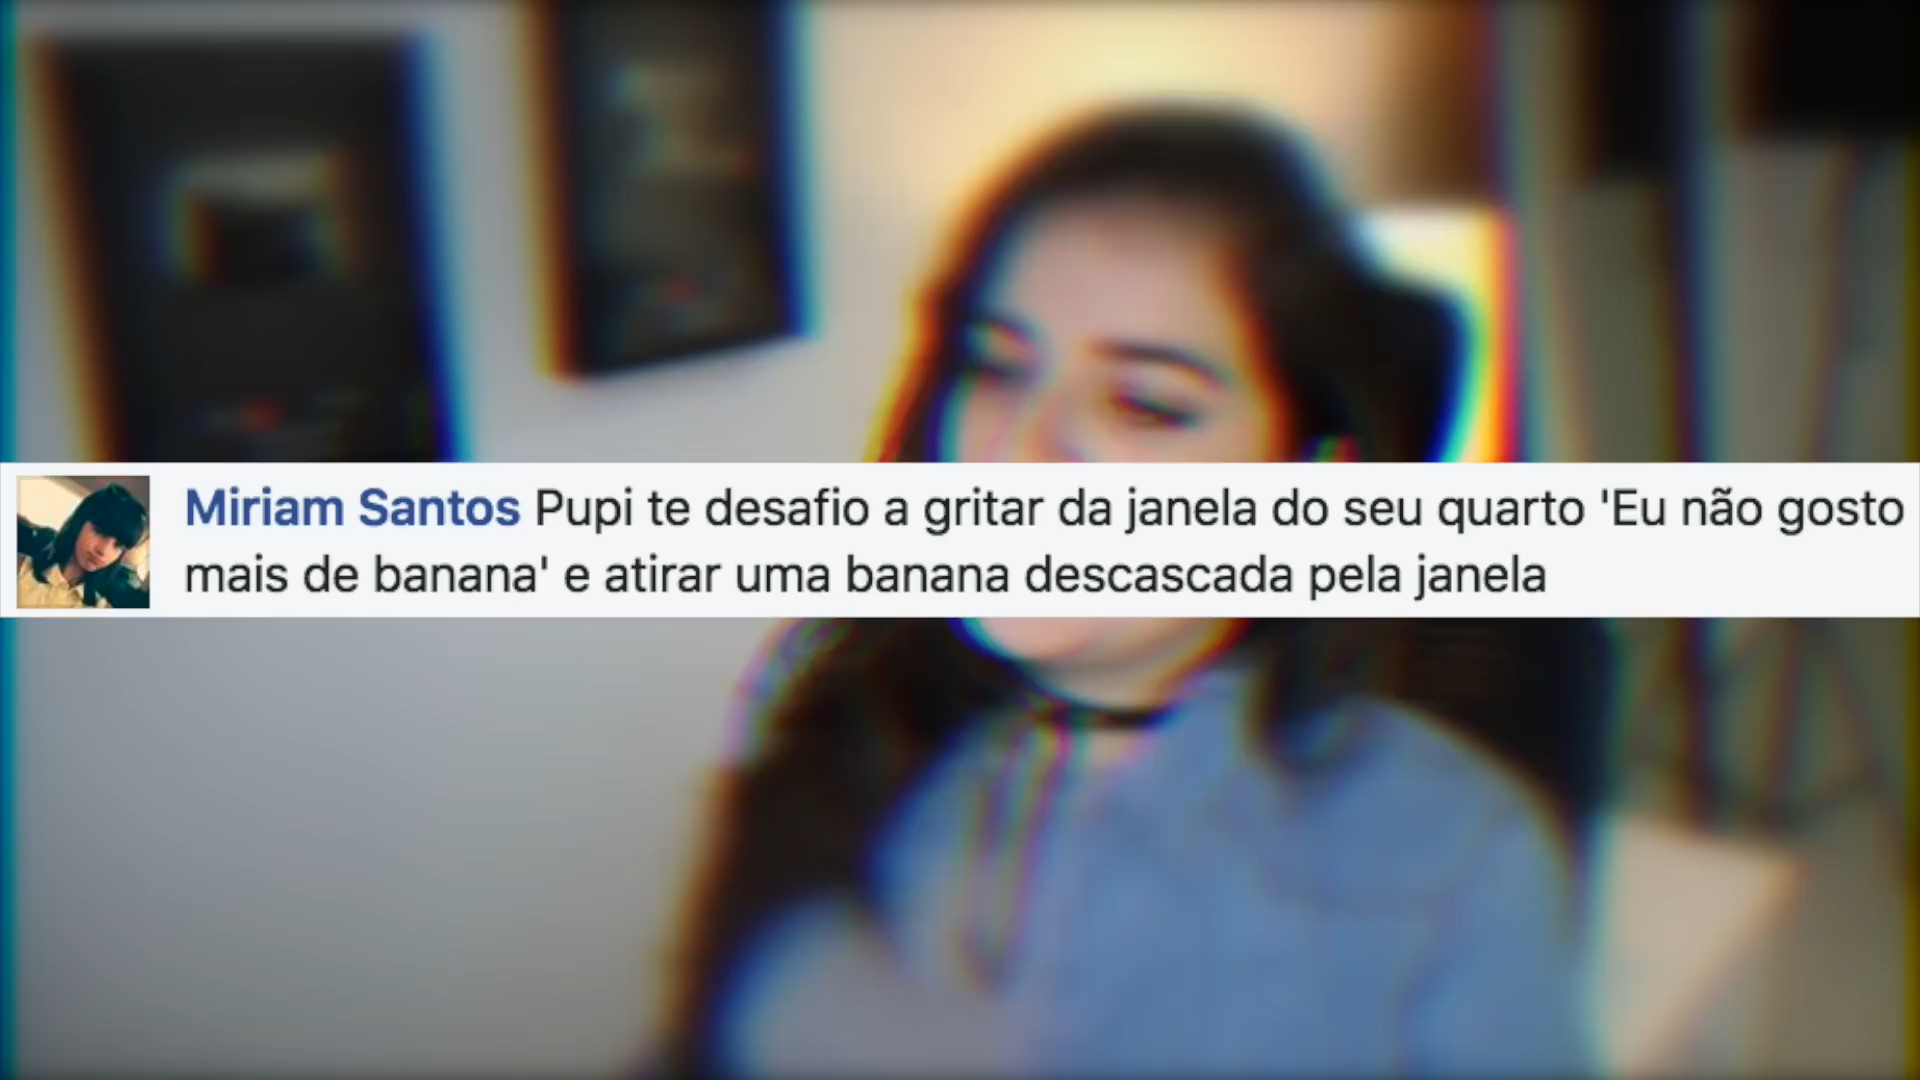 Miriam Santos Pupi te desafio a gritar da janela do seu quarto 'Eu não gosto
mais de banana' e atirar uma banana descascada pela janela